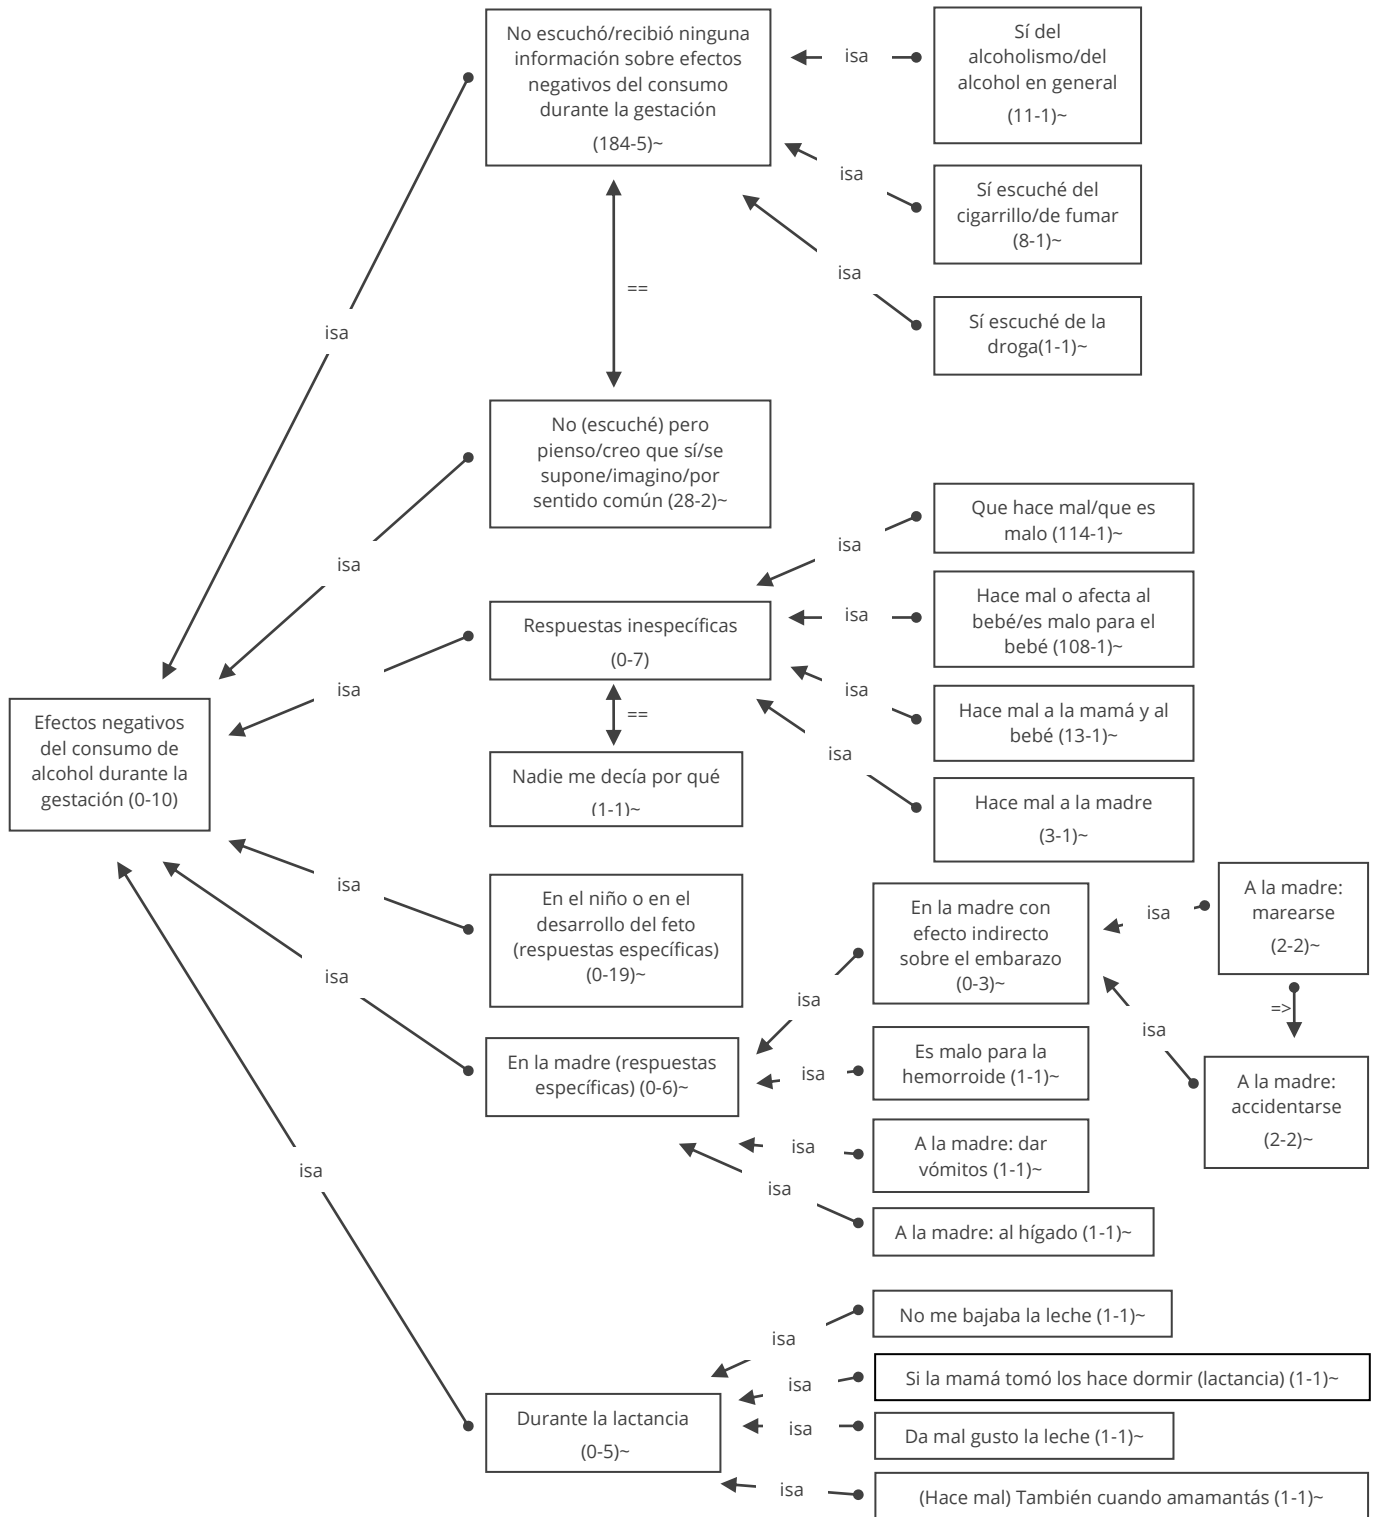 No escuchó/recibió ninguna
información sobre efectos
negativos del consumo
durante la gestación
(184-5)~
isa
Sí del
alcoholismo/del
alcohol en general
(11-1)~
isa
Sí escuché del
cigarrillo/de fumar
(8-1)~
isa
Sí escuché de la
droga(1-1)~
==
isa
No (escuché) pero
pienso/creo que sí/se
supone/imagino/por
sentido común (28-2)~
isa
Que hace mal/que es
malo (114-1)~
isa
Respuestas inespecíficas
(0-7)
isa
Hace mal o afecta al
bebé/es malo para el
bebé (108-1)~
isa
isa
Hace mal a la mamá y al
bebé (13-1)~
==
isa
Hace mal a la madre
(3-1)~
Nadie me decía por qué
(1-1)~
Efectos negativos
del consumo de
alcohol durante la
gestación (0-10)
isa
En el niño o en el
desarrollo del feto
(respuestas específicas)
(0-19)~
En la madre con
efecto indirecto
sobre el embarazo
(0-3)~
isa
A la madre:
marearse
(2-2)~
=>
isa
A la madre:
accidentarse
(2-2)~
isa
En la madre (respuestas
específicas) (0-6)~
isa
isa
Es malo para la
hemorroide (1-1)~
isa
A la madre: dar
vómitos (1-1)~
isa
A la madre: al hígado (1-1)~
isa
Durante la lactancia
(0-5)~
isa
No me bajaba la leche (1-1)~
isa
Si la mamá tomó los hace dormir (lactancia) (1-1)~
isa
Da mal gusto la leche (1-1)~
isa
(Hace mal) También cuando amamantás (1-1)~